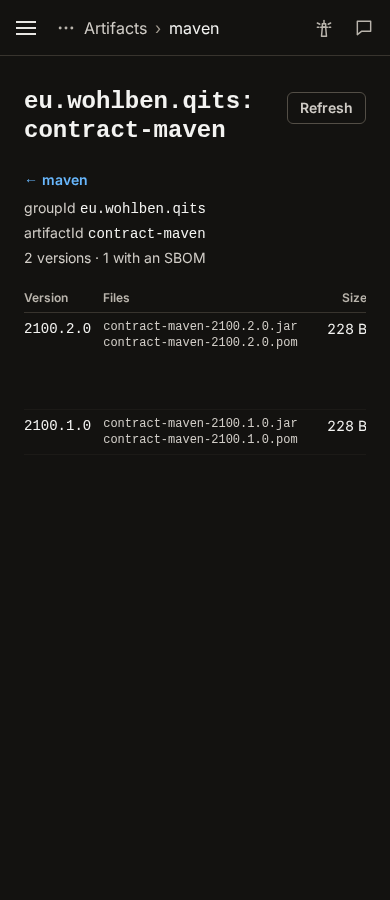 ··· Artifacts › maven
eu.wohlben.qits:
contract-maven
Refresh
← maven
groupId eu.wohlben.qits
artifactId contract-maven
2 versions · 1 with an SBOM
Version Files Size
2100.2.0 contract-maven-2100.2.0.jar 228 B
contract-maven-2100.2.0.pom
2100.1.0 contract-maven-2100.1.0.jar 228 B
contract-maven-2100.1.0.pom